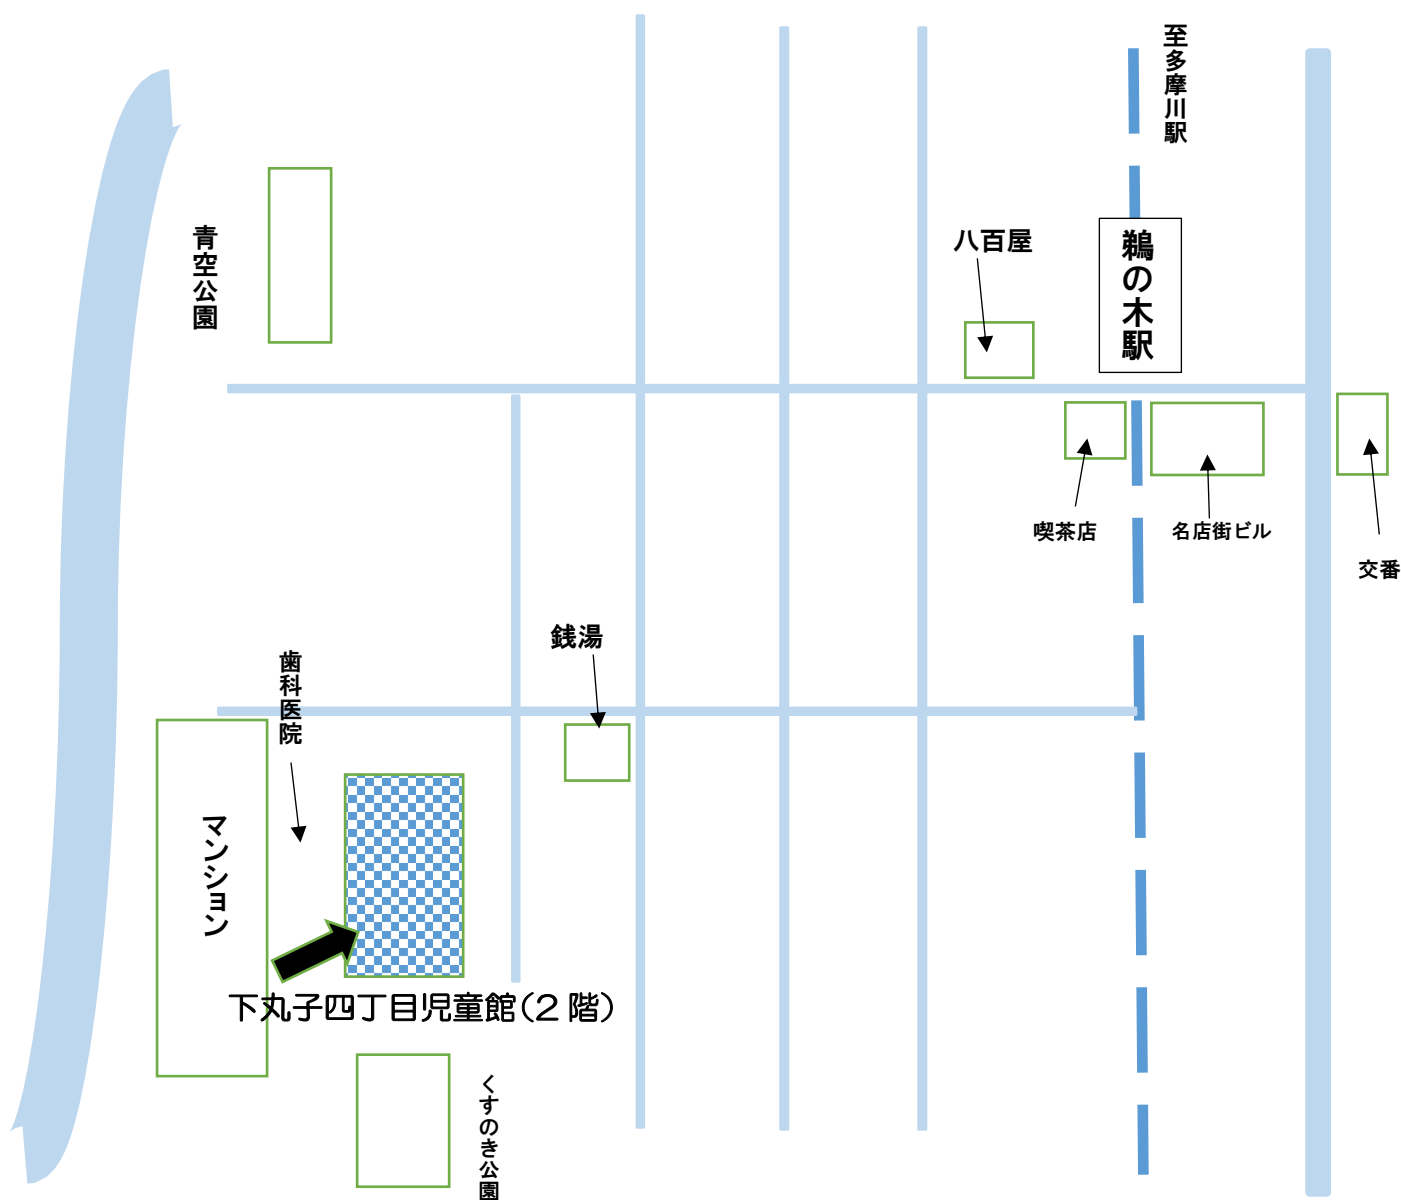 至多摩川駅
青空公園
八百屋
鵜の木駅
喫茶店
名店街ビル
交番
銭湯
歯科医院
マンション
下丸子四丁目児童館(2階)
くすのき公園